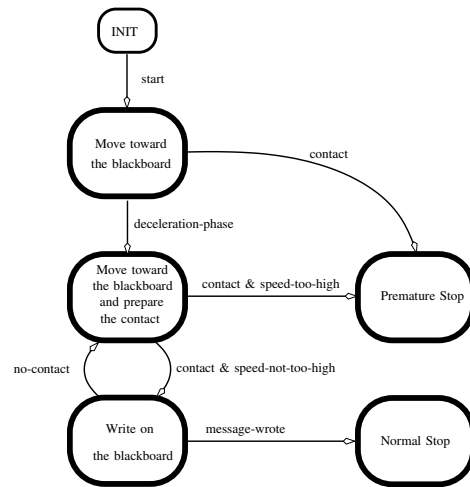 INIT
start
Move toward
the blackboard
contact
deceleration-phase
Move toward
the blackboard
and prepare
the contact
contact & speed-too-high
Premature Stop
no-contact
contact & speed-not-too-high
Write on
the blackboard
message-wrote
Normal Stop